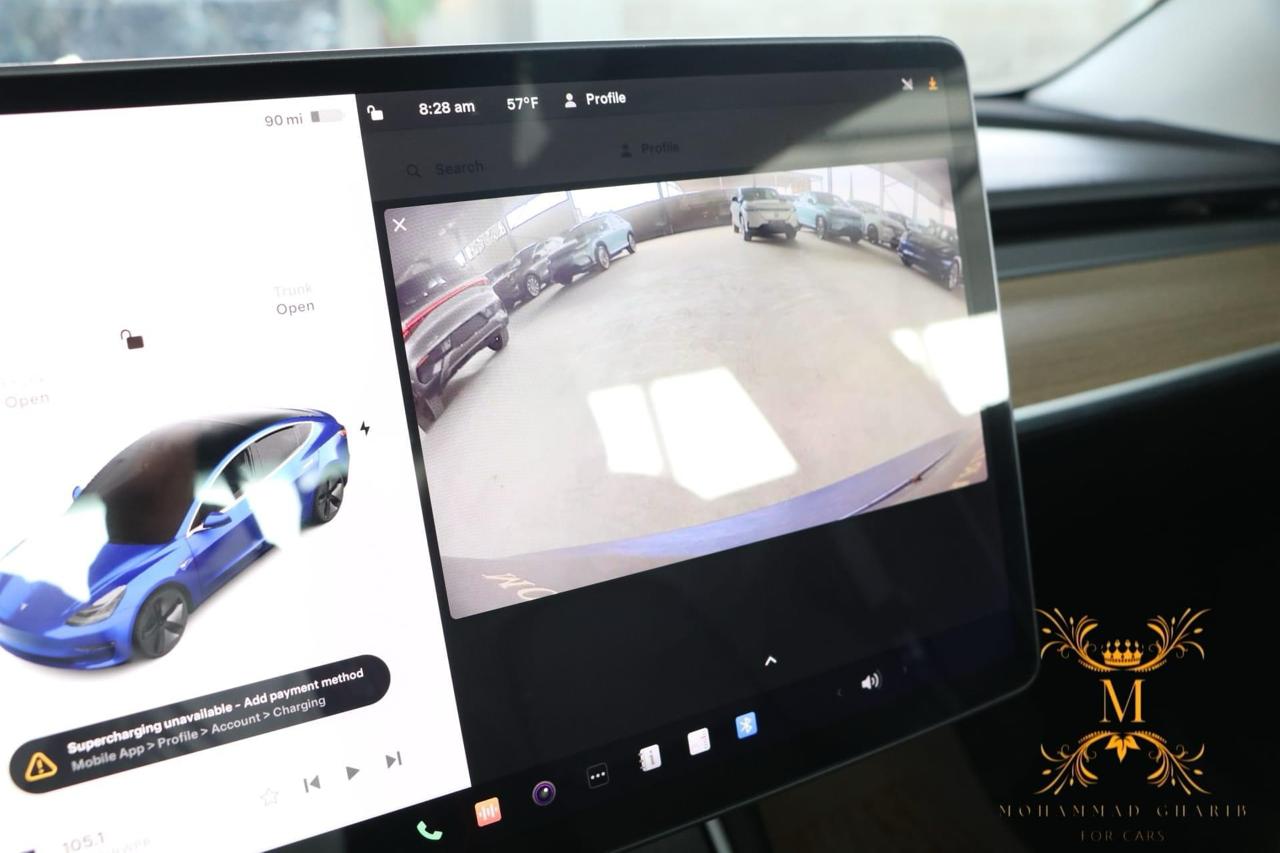 90 mi
8:28 am 57°F Profile
Search
Profile
Trunk
Open
Open
Supercharging unavailable - Add payment method
Mobile App > Profile > Account > Charging
105.1
M
MOHAMMAD GHARIB
FOR CARS